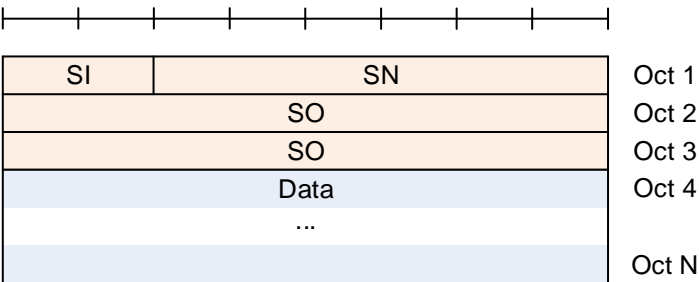 SI SN Oct 1
SO Oct 2
SO Oct 3
Data Oct 4
...
Oct N